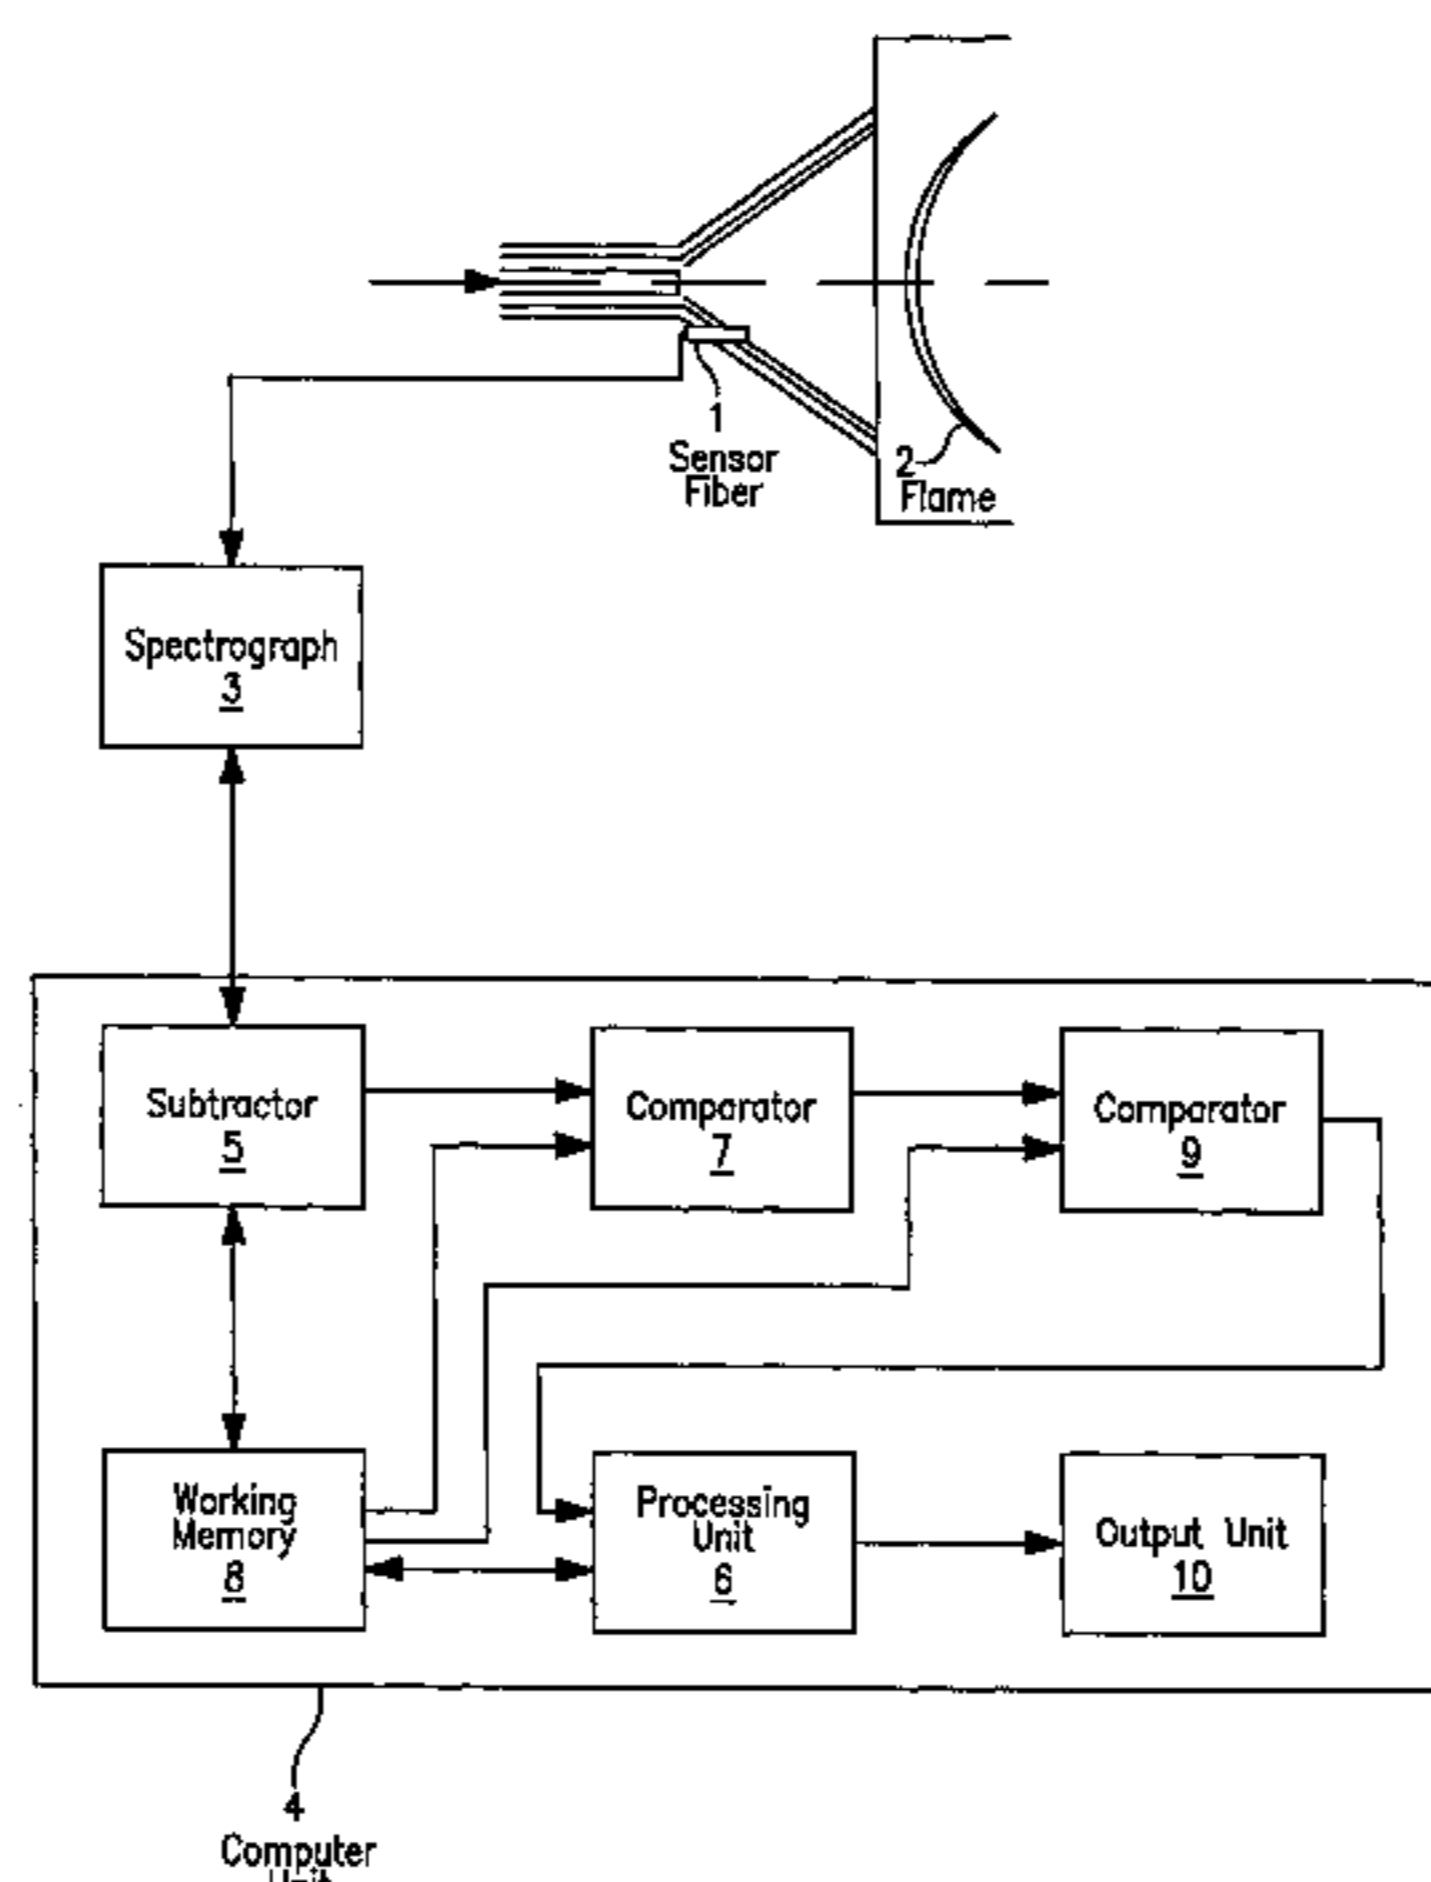 1
Sensor
Fiber
2
Flame
Spectrograph
3
Subtractor
5
Comparator
7
Comparator
9
Working
Memory
8
Processing
Unit
6
Output Unit
10
4
Computer